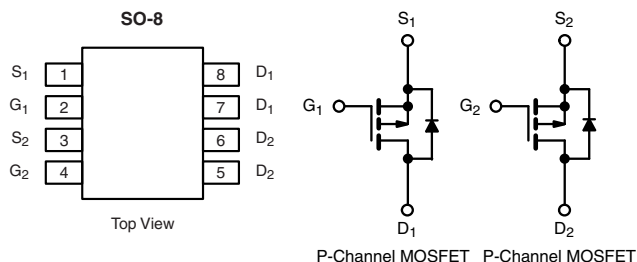 SO-8
S1 1 8 D1
G1 2 7 D1
S2 3 6 D2
G2 4 5 D2
Top View
S1
G1
D1
P-Channel MOSFET
S2
G2
D2
P-Channel MOSFET